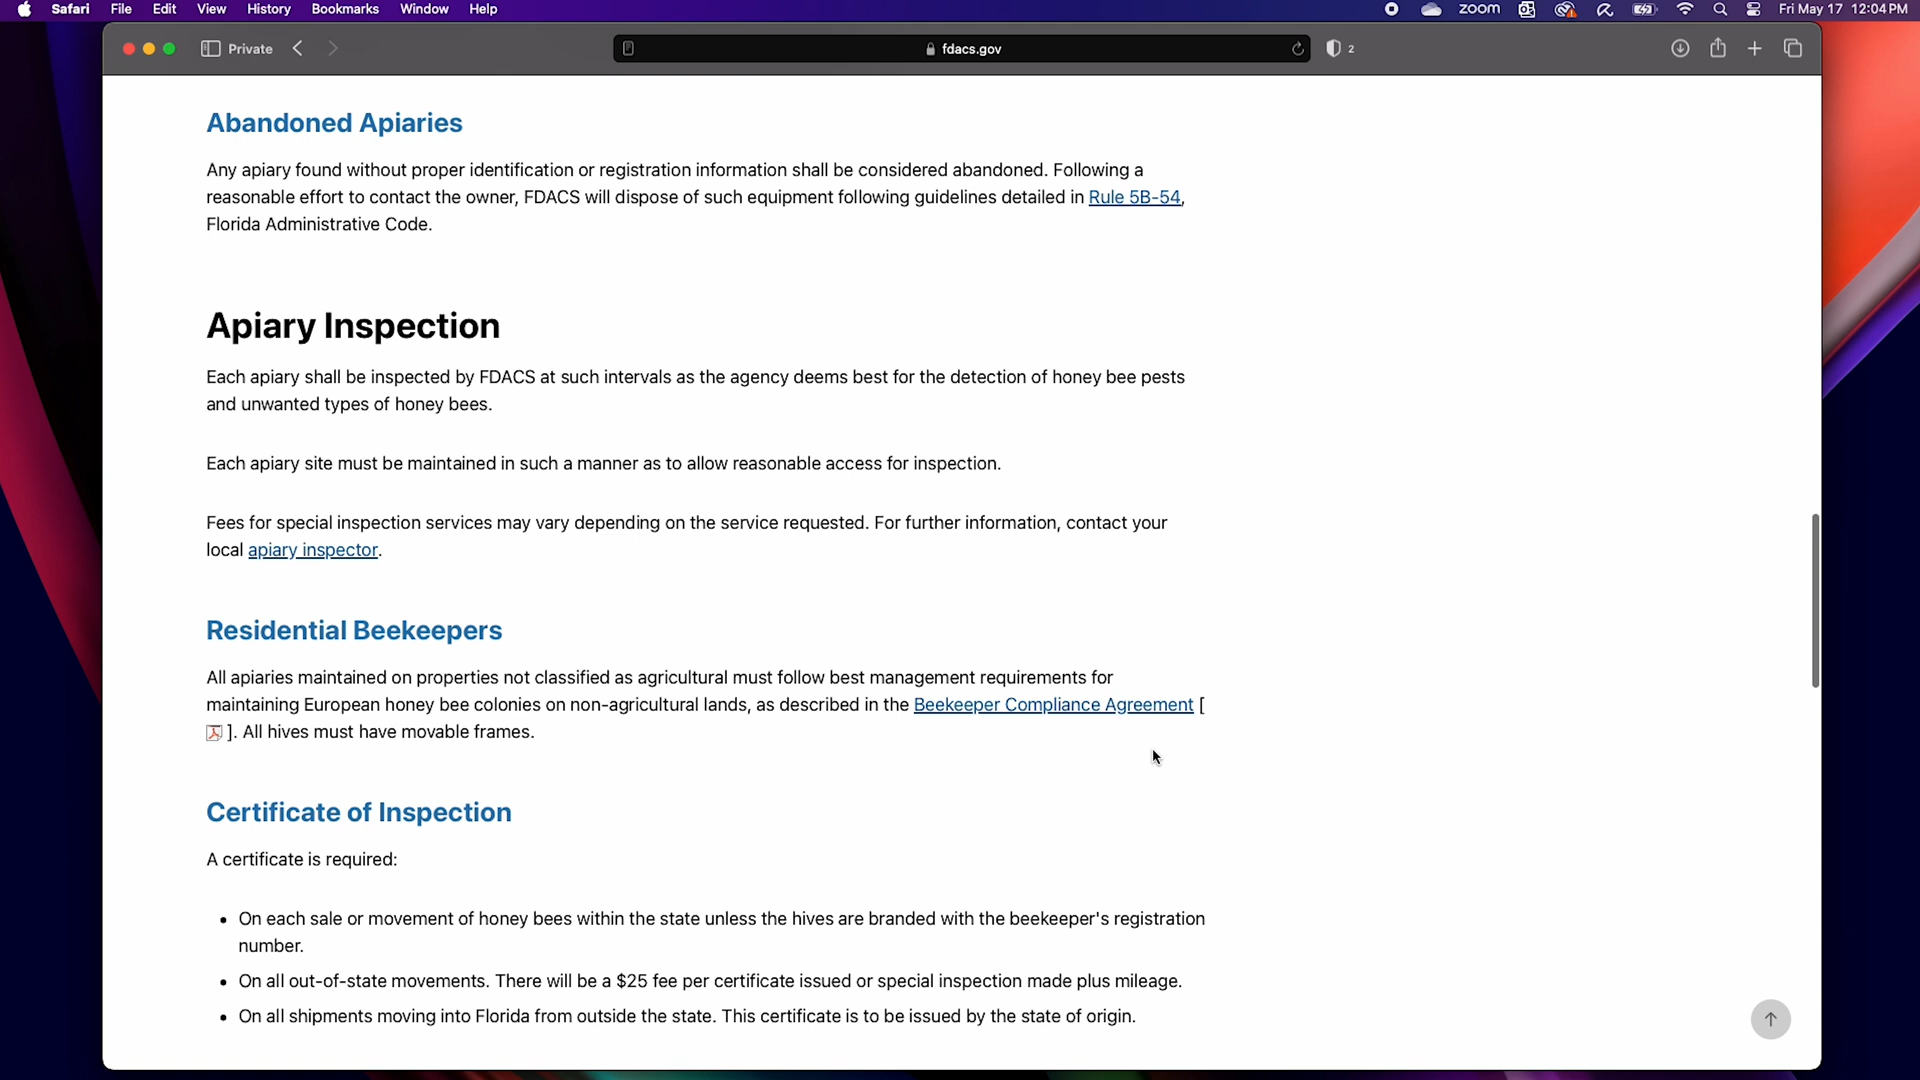 Safari File Edit View History Bookmarks Window Help zoom Fri May 17 12:04 PM
Private fdacs.gov 2
Abandoned Apiaries
Any apiary found without proper identification or registration information shall be considered abandoned. Following a
reasonable effort to contact the owner, FDACS will dispose of such equipment following guidelines detailed in Rule 5B-54,
Florida Administrative Code.
Apiary Inspection
Each apiary shall be inspected by FDACS at such intervals as the agency deems best for the detection of honey bee pests
and unwanted types of honey bees.
Each apiary site must be maintained in such a manner as to allow reasonable access for inspection.
Fees for special inspection services may vary depending on the service requested. For further information, contact your
local apiary inspector.
Residential Beekeepers
All apiaries maintained on properties not classified as agricultural must follow best management requirements for
maintaining European honey bee colonies on non-agricultural lands, as described in the Beekeeper Compliance Agreement [
]. All hives must have movable frames.
Certificate of Inspection
A certificate is required:
• On each sale or movement of honey bees within the state unless the hives are branded with the beekeeper's registration
number.
• On all out-of-state movements. There will be a $25 fee per certificate issued or special inspection made plus mileage.
• On all shipments moving into Florida from outside the state. This certificate is to be issued by the state of origin.